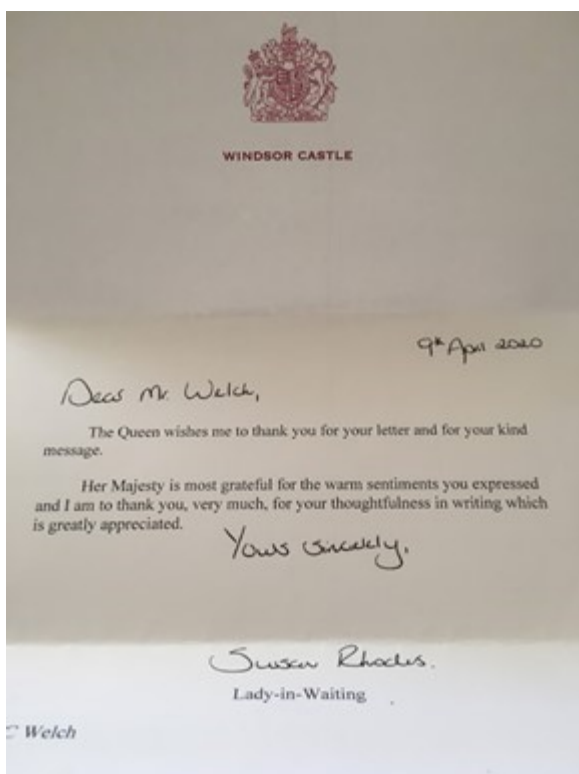 WINDSOR CASTLE
9th April 2020
Dear Mr. Welch,
The Queen wishes me to thank you for your letter and for your kind
message.
Her Majesty is most grateful for the warm sentiments you expressed
and I am to thank you, very much, for your thoughtfulness in writing which
is greatly appreciated.
Yours sincerely,
Susan Rhodes.
Lady-in-Waiting
C Welch